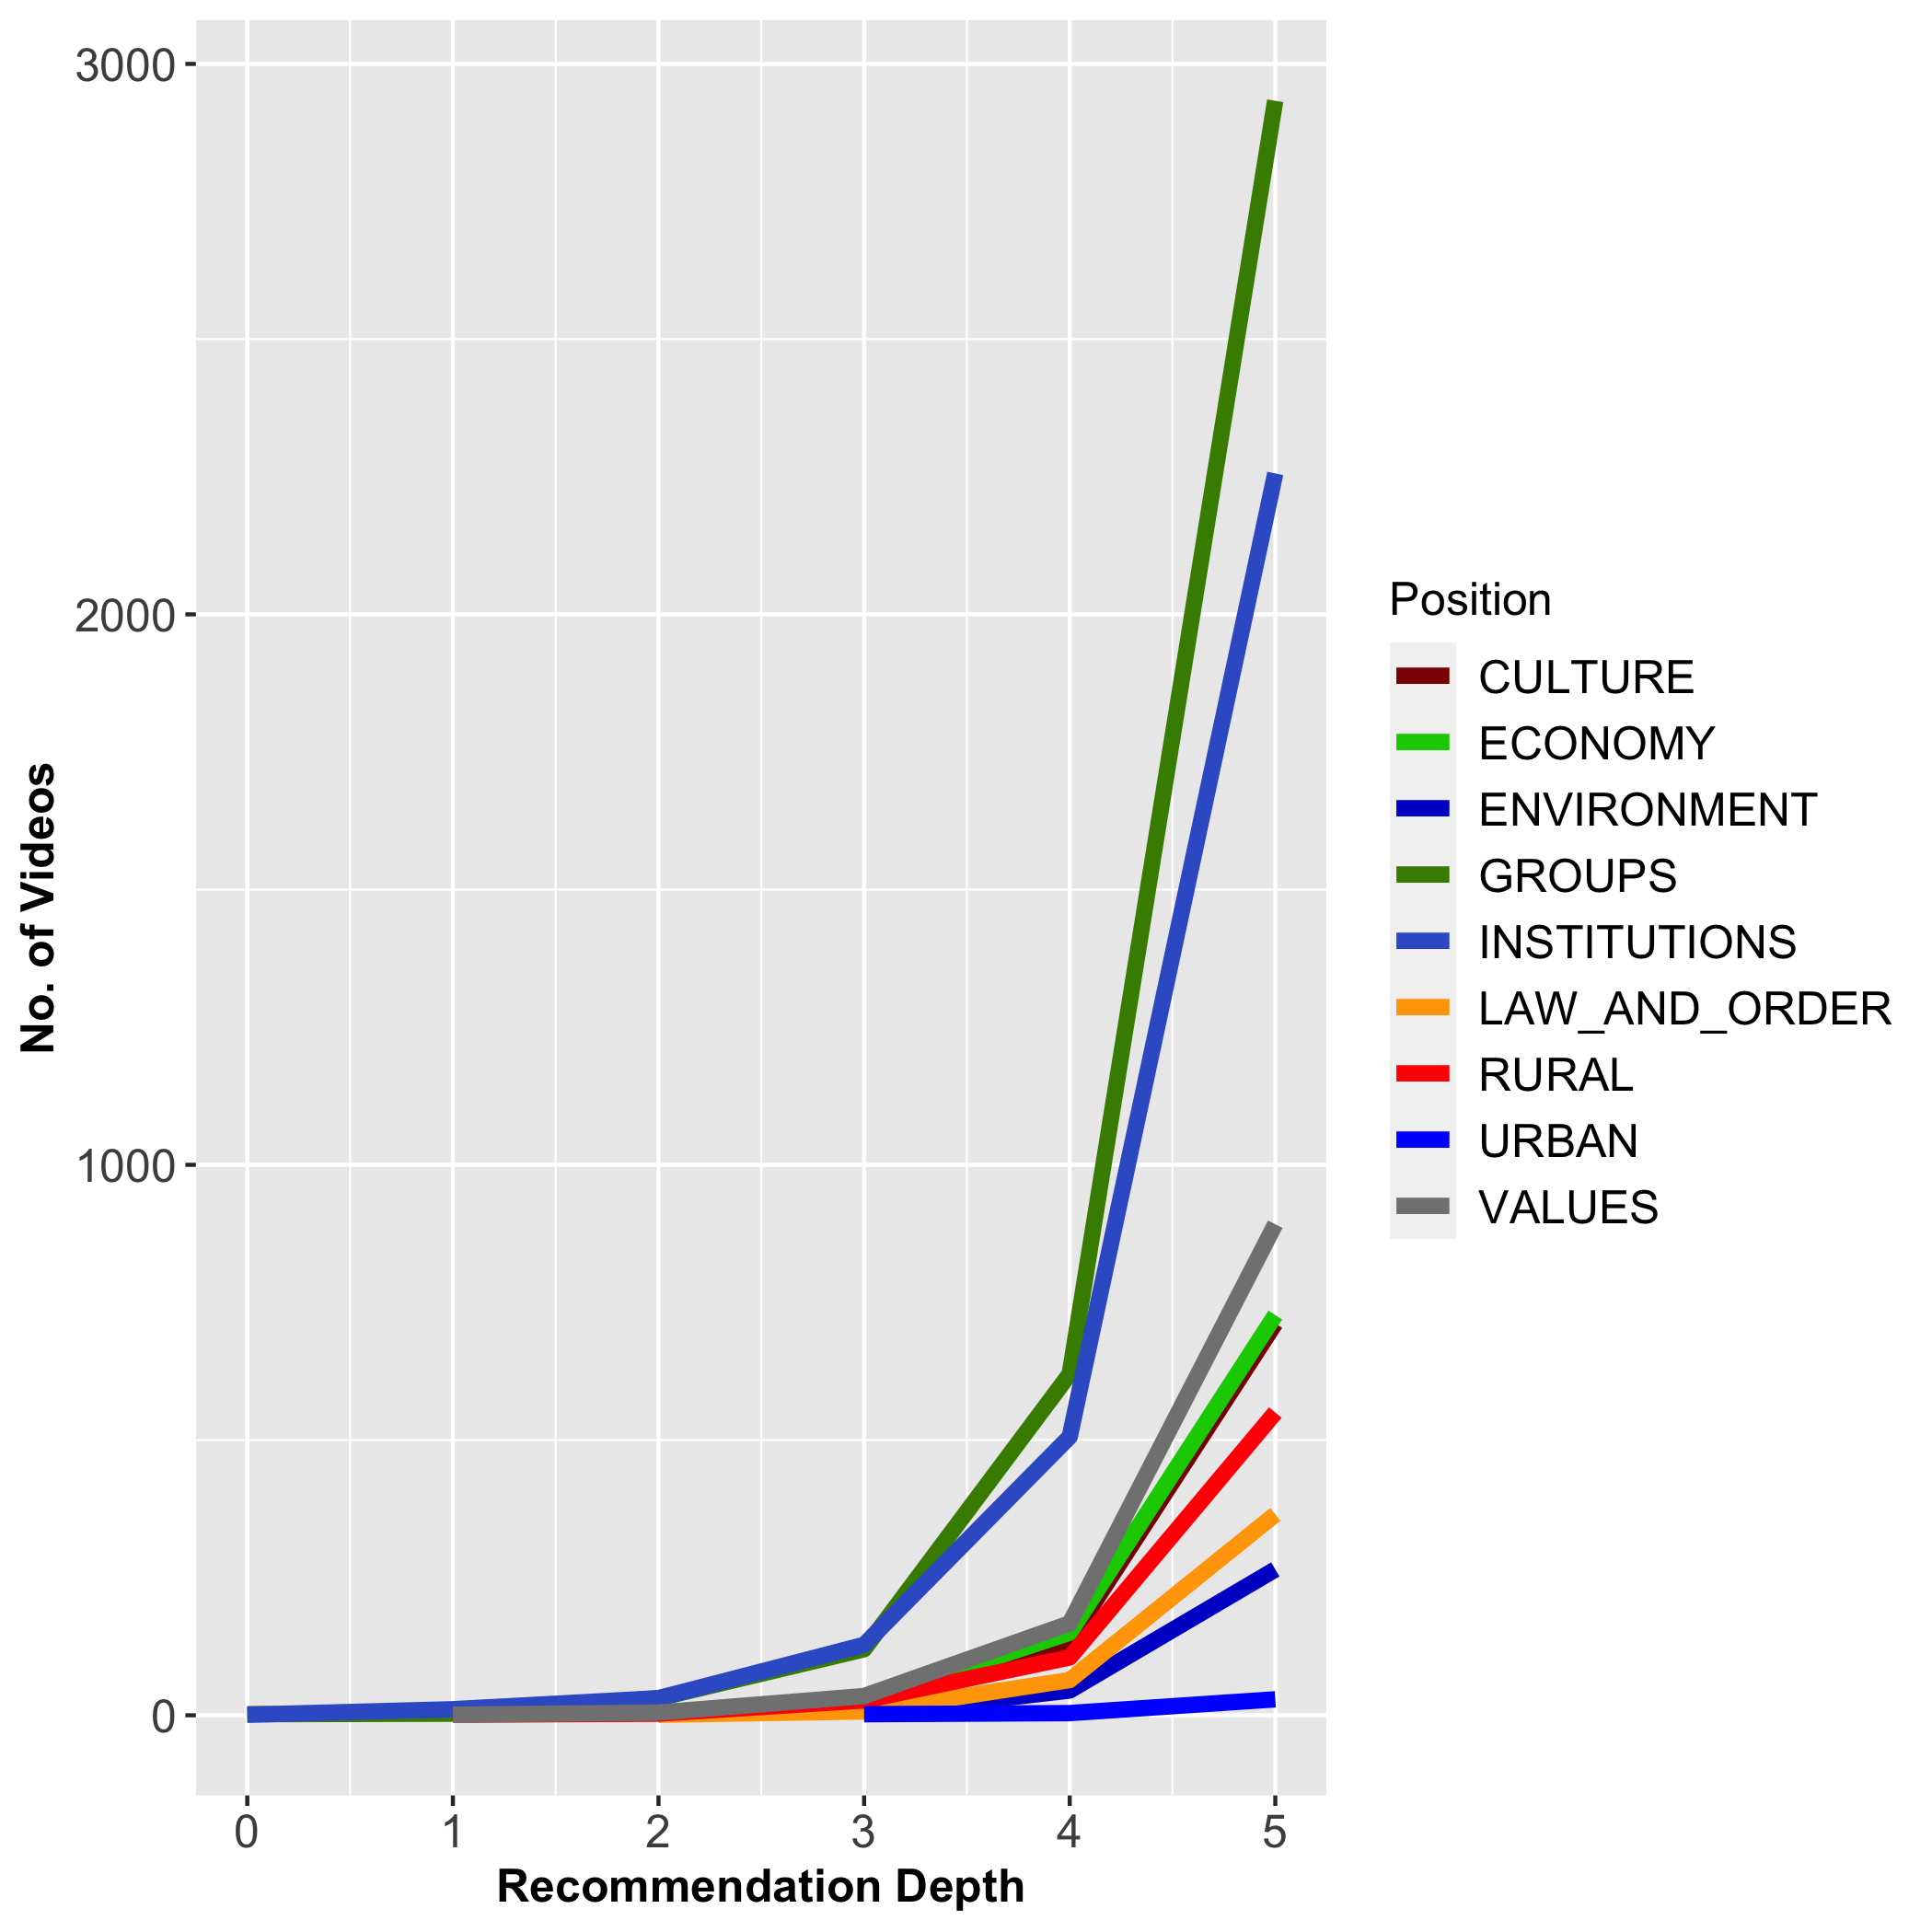 3000
2000
1000
0
No. of Videos
0 1 2 3 4 5
Recommendation Depth
Position
CULTURE
ECONOMY
ENVIRONMENT
GROUPS
INSTITUTIONS
LAW_AND_ORDER
RURAL
URBAN
VALUES